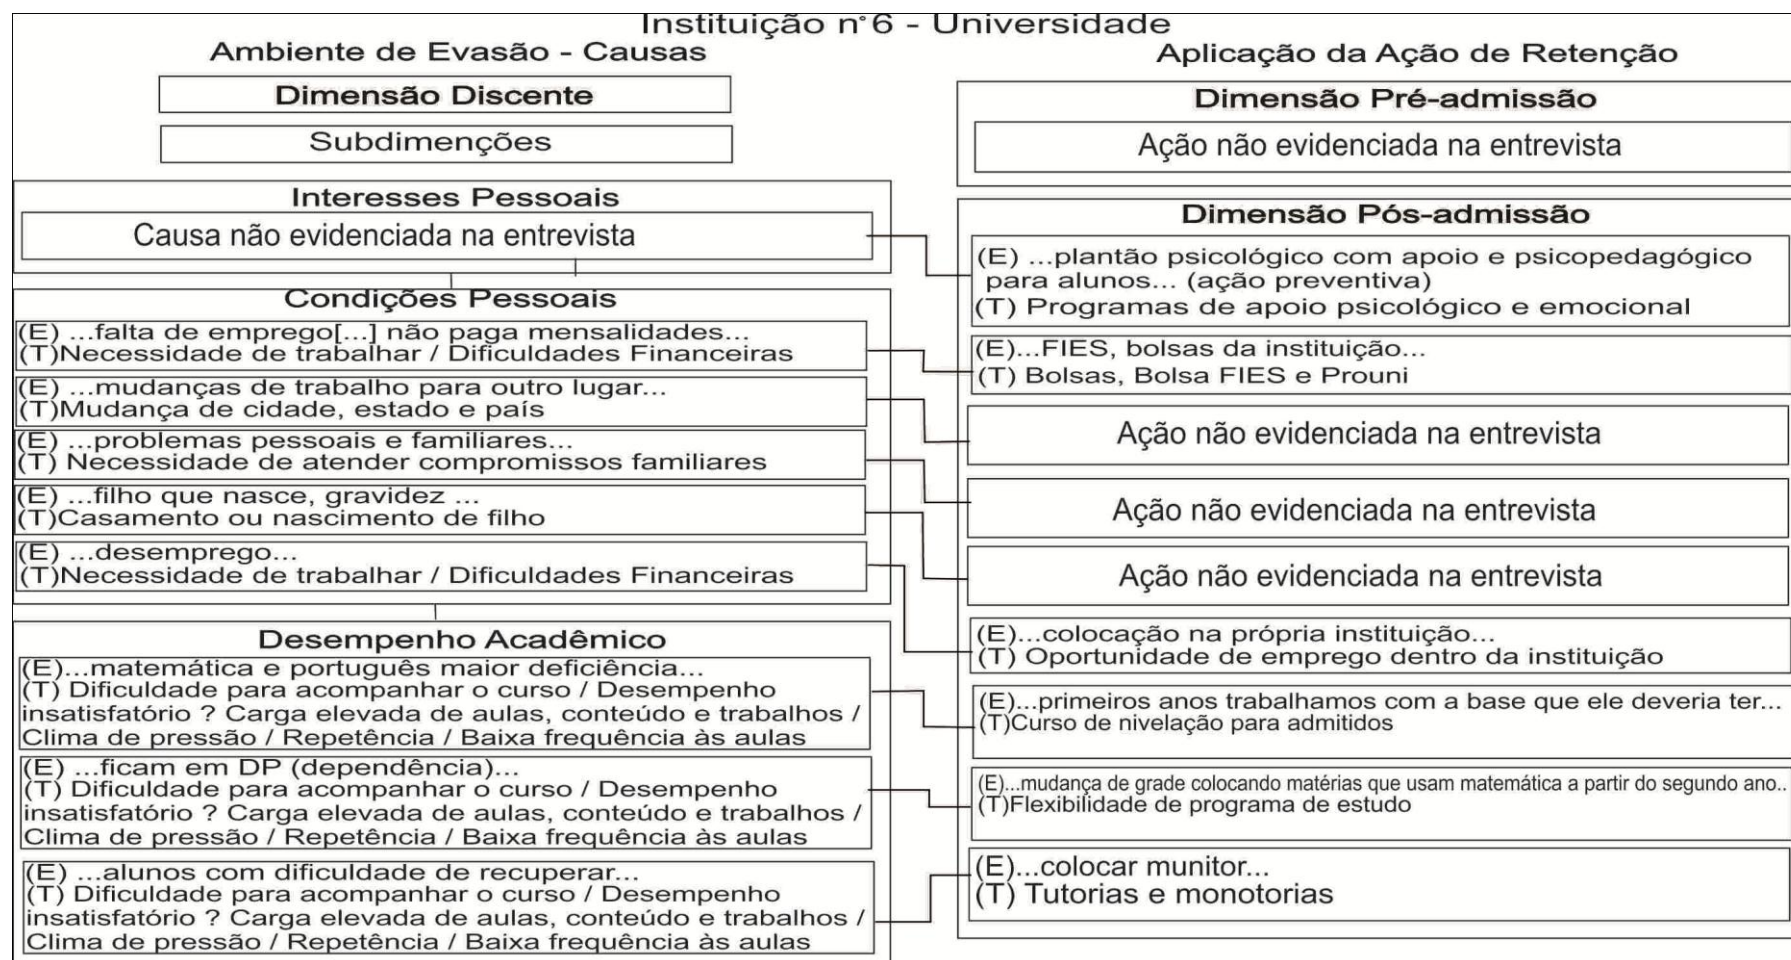 Instituição n°6 - Universidade
Ambiente de Evasão - Causas
Dimensão Discente
Subdimenções
Interesses Pessoais
Causa não evidenciada na entrevista
Condições Pessoais
(E) ...falta de emprego[...] não paga mensalidades...
(T)Necessidade de trabalhar / Dificuldades Financeiras
(E) ...mudanças de trabalho para outro lugar...
(T)Mudança de cidade, estado e país
(E) ...problemas pessoais e familiares...
(T) Necessidade de atender compromissos familiares
(E) ...filho que nasce, gravidez ...
(T)Casamento ou nascimento de filho
(E) ...desemprego...
(T)Necessidade de trabalhar / Dificuldades Financeiras
Desempenho Acadêmico
(E)...matemática e português maior deficiência...
(T) Dificuldade para acompanhar o curso / Desempenho
insatisfatório ? Carga elevada de aulas, conteúdo e trabalhos /
Clima de pressão / Repetência / Baixa frequência às aulas
(E) ...ficam em DP (dependência)...
(T) Dificuldade para acompanhar o curso / Desempenho
insatisfatório ? Carga elevada de aulas, conteúdo e trabalhos /
Clima de pressão / Repetência / Baixa frequência às aulas
(E) ...alunos com dificuldade de recuperar...
(T) Dificuldade para acompanhar o curso / Desempenho
insatisfatório ? Carga elevada de aulas, conteúdo e trabalhos /
Clima de pressão / Repetência / Baixa frequência às aulas
Aplicação da Ação de Retenção
Dimensão Pré-admissão
Ação não evidenciada na entrevista
Dimensão Pós-admissão
(E) ...plantão psicológico com apoio e psicopedagógico
para alunos... (ação preventiva)
(T) Programas de apoio psicológico e emocional
(E)...FIES, bolsas da instituição...
(T) Bolsas, Bolsa FIES e Prouni
Ação não evidenciada na entrevista
Ação não evidenciada na entrevista
Ação não evidenciada na entrevista
(E)...colocação na própria instituição...
(T) Oportunidade de emprego dentro da instituição
(E)...primeiros anos trabalhamos com a base que ele deveria ter...
(T)Curso de nivelação para admitidos
(E)...mudança de grade colocando matérias que usam matemática a partir do segundo ano..
(T)Flexibilidade de programa de estudo
(E)...colocar munitor...
(T) Tutorias e monotorias